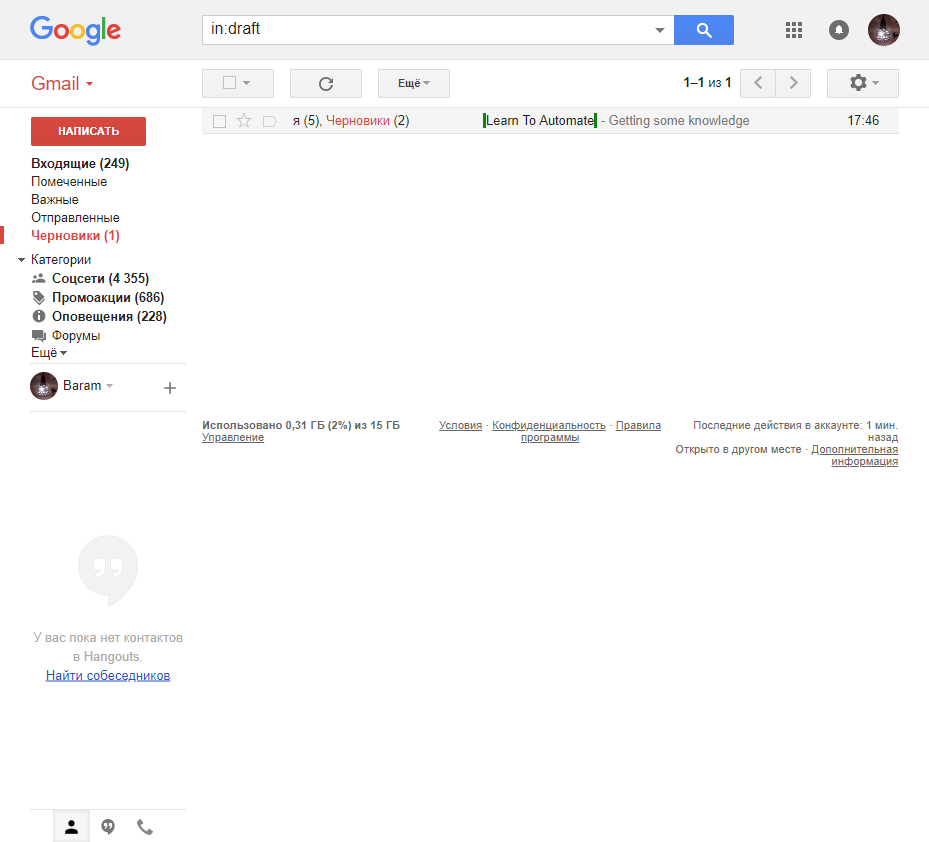 Google
in:draft
Gmail
Ещё
1–1 из 1
НАПИСАТЬ
я (5), Черновики (2)
Learn To Automate - Getting some knowledge
17:46
Входящие (249)
Помеченные
Важные
Отправленные
Черновики (1)
Категории
Соцсети (4 355)
Промоакции (686)
Оповещения (228)
Форумы
Ещё
Baram
Использовано 0,31 ГБ (2%) из 15 ГБ
Управление
Условия · Конфиденциальность · Правила
программы
Последние действия в аккаунте: 1 мин.
назад
Открыто в другом месте · Дополнительная
информация
У вас пока нет контактов
в Hangouts.
Найти собеседников